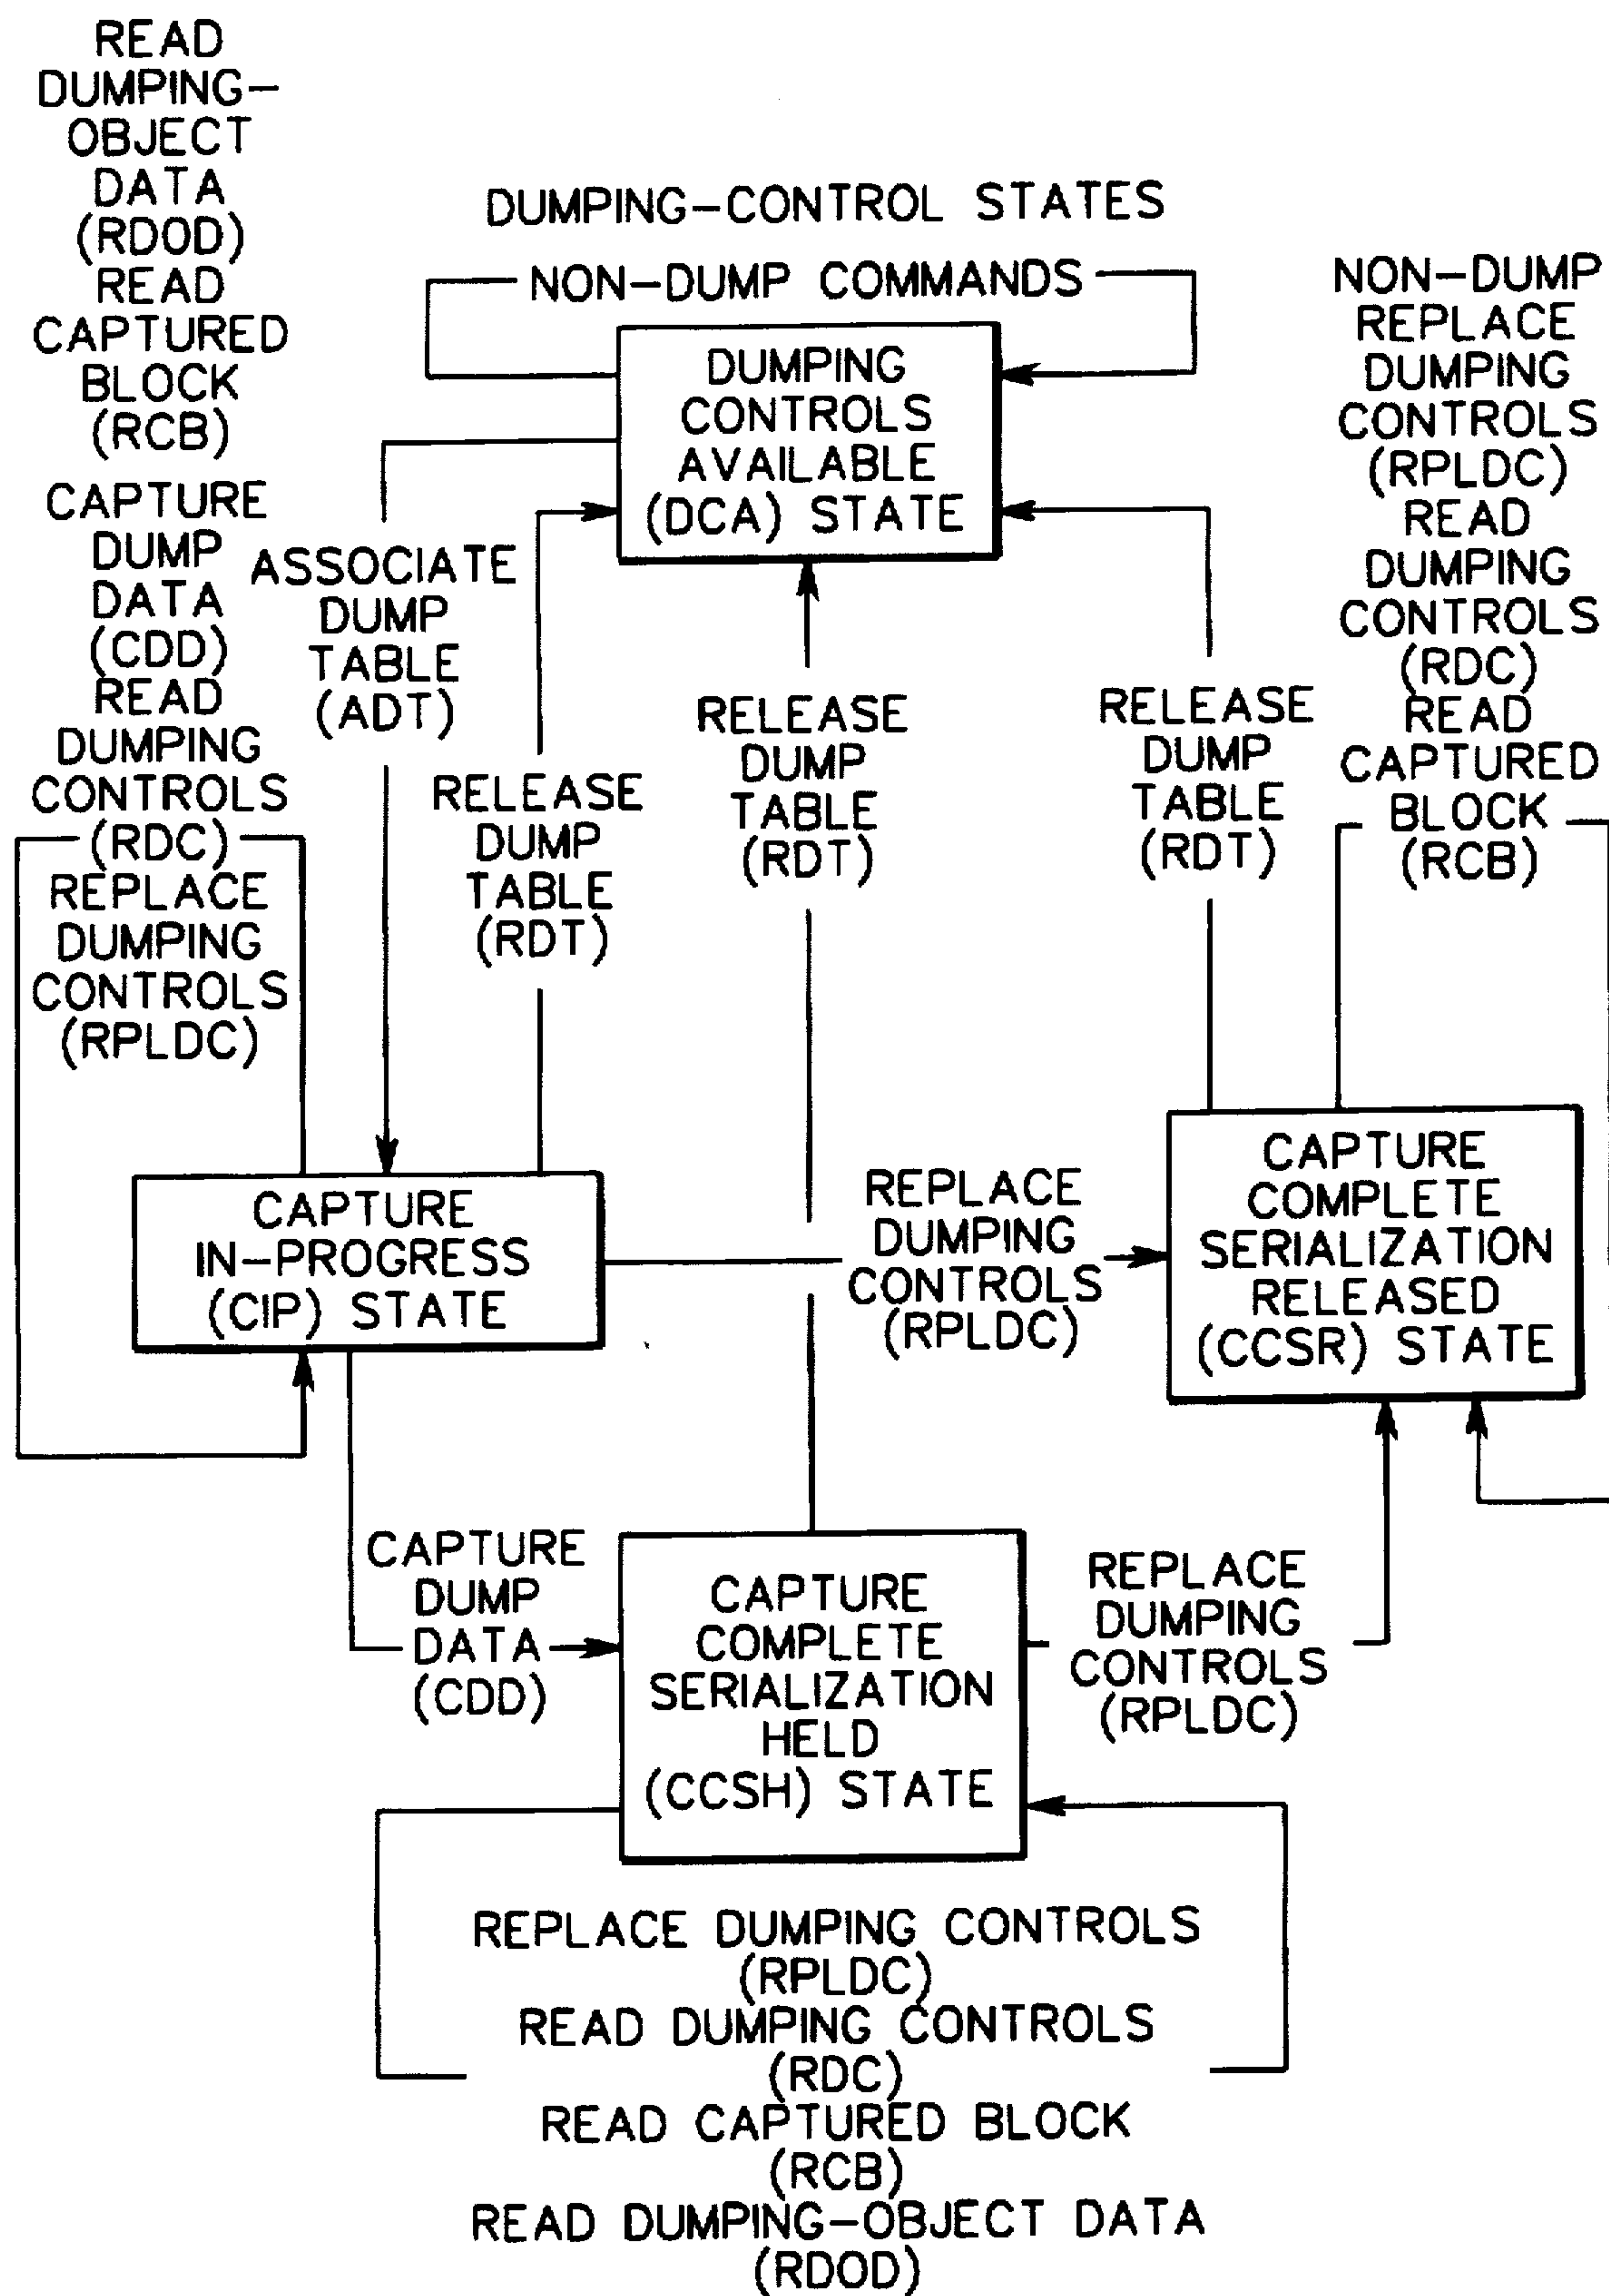 READ
DUMPING-
OBJECT
DATA
(RDOD)
READ
CAPTURED
BLOCK
(RCB)
CAPTURE
DUMP
DATA
(CDD)
READ
DUMPING
CONTROLS
(RDC)
REPLACE
DUMPING
CONTROLS
(RPLDC)
DUMPING-CONTROL STATES
NON-DUMP COMMANDS
DUMPING
CONTROLS
AVAILABLE
(DCA) STATE
NON-DUMP
REPLACE
DUMPING
CONTROLS
(RPLDC)
READ
DUMPING
CONTROLS
(RDC)
READ
CAPTURED
BLOCK
(RCB)
ASSOCIATE
DUMP
TABLE
(ADT)
RELEASE
DUMP
TABLE
(RDT)
RELEASE
DUMP
TABLE
(RDT)
RELEASE
DUMP
TABLE
(RDT)
CAPTURE
IN-PROGRESS
(CIP) STATE
REPLACE
DUMPING
CONTROLS
(RPLDC)
CAPTURE
COMPLETE
SERIALIZATION
RELEASED
(CCSR) STATE
CAPTURE
DUMP
DATA
(CDD)
CAPTURE
COMPLETE
SERIALIZATION
HELD
(CCSH) STATE
REPLACE
DUMPING
CONTROLS
(RPLDC)
REPLACE DUMPING CONTROLS
(RPLDC)
READ DUMPING CONTROLS
(RDC)
READ CAPTURED BLOCK
(RCB)
READ DUMPING-OBJECT DATA
(RDOD)